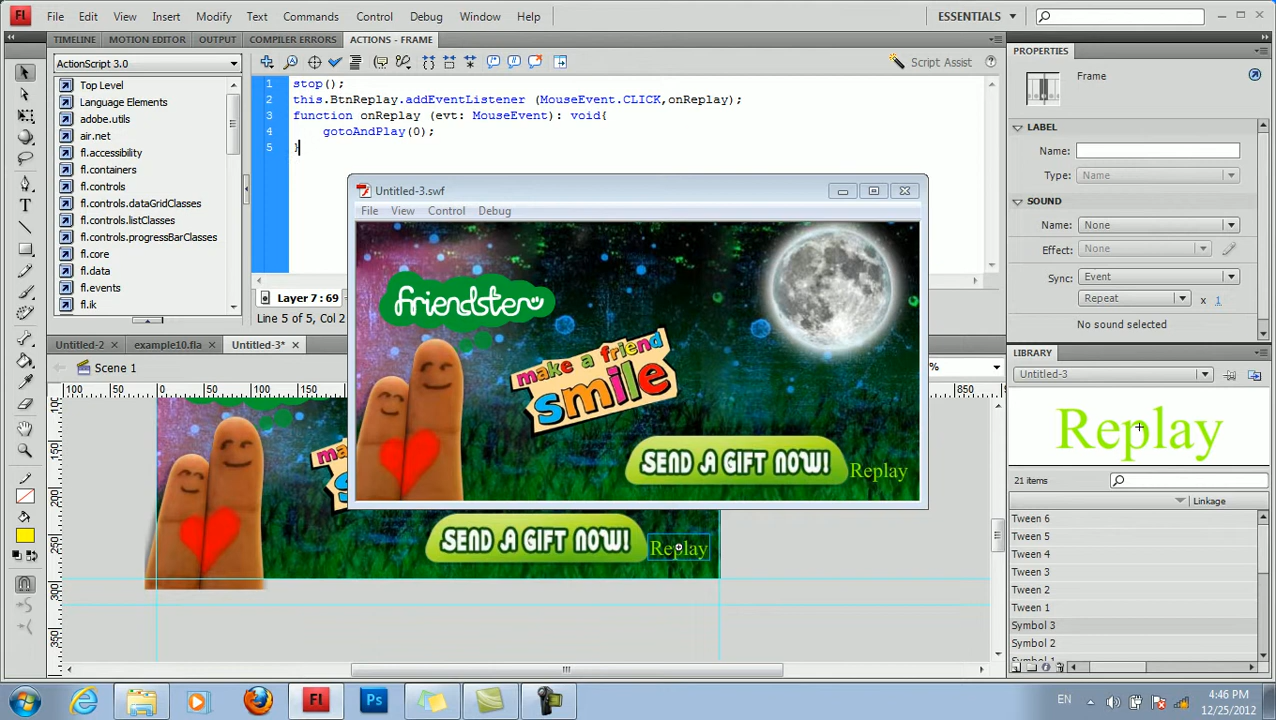 Fl File Edit View Insert Modify Text Commands Control Debug Window Help ESSENTIALS
TIMELINE MOTION EDITOR OUTPUT COMPILER ERRORS ACTIONS - FRAME
ActionScript 3.0
Top Level
Language Elements
adobe.utils
air.net
fl.accessibility
fl.containers
fl.controls
fl.controls.dataGridClasses
fl.controls.listClasses
fl.controls.progressBarClasses
fl.core
fl.data
fl.events
fl.ik
Script Assist
1 stop();
2 this.BtnReplay.addEventListener (MouseEvent.CLICK,onReplay);
3 function onReplay (evt: MouseEvent): void{
4 gotoAndPlay(0);
5 }
Layer 7 : 69
Line 5 of 5, Col 2
Untitled-3.swf
File View Control Debug
friendster
make a friend
smile
SEND A GIFT NOW!
Replay
Untitled-2 example10.fla Untitled-3*
Scene 1
%
100 50 0 50 100 850
SEND A GIFT NOW!
Replay
PROPERTIES
Frame
LABEL
Name:
Type: Name
SOUND
Name: None
Effect: None
Sync: Event
Repeat x 1
No sound selected
LIBRARY
Untitled-3
Replay
21 items
Linkage
Tween 6
Tween 5
Tween 4
Tween 3
Tween 2
Tween 1
Symbol 3
Symbol 2
Fl Ps
EN
4:46 PM
12/25/2012